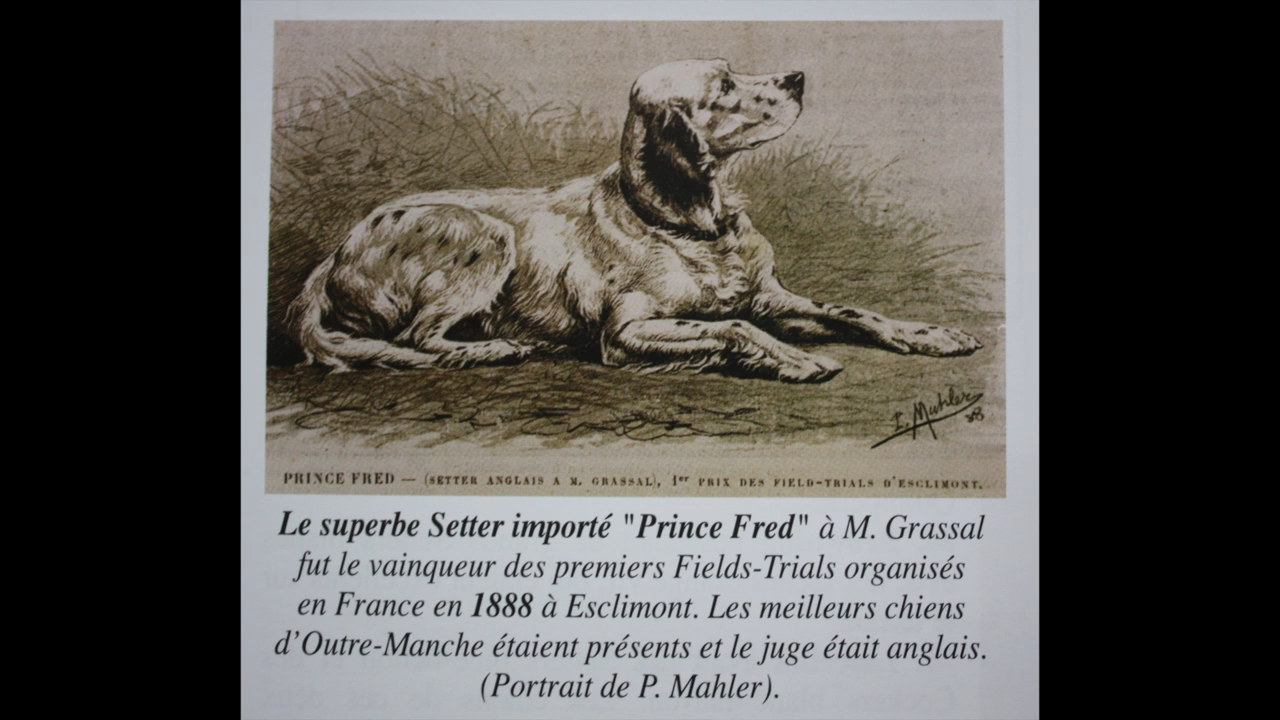 P. Mahler
88
PRINCE FRED — (SETTER ANGLAIS A M. GRASSAL), 1er PRIX DES FIELD-TRIALS D'ESCLIMONT.
Le superbe Setter importé "Prince Fred" à M. Grassal
fut le vainqueur des premiers Fields-Trials organisés
en France en 1888 à Esclimont. Les meilleurs chiens
d'Outre-Manche étaient présents et le juge était anglais.
(Portrait de P. Mahler).